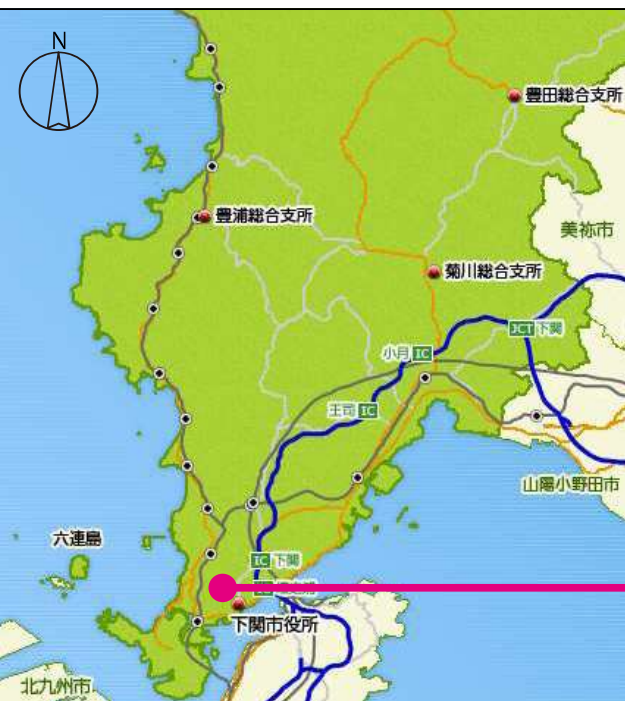 N
豊田総合支所
豊浦総合支所
美祢市
菊川総合支所
JCT 下関
小月 IC
王司 IC
山陽小野田市
六連島
IC 下関
下関市役所
北九州市